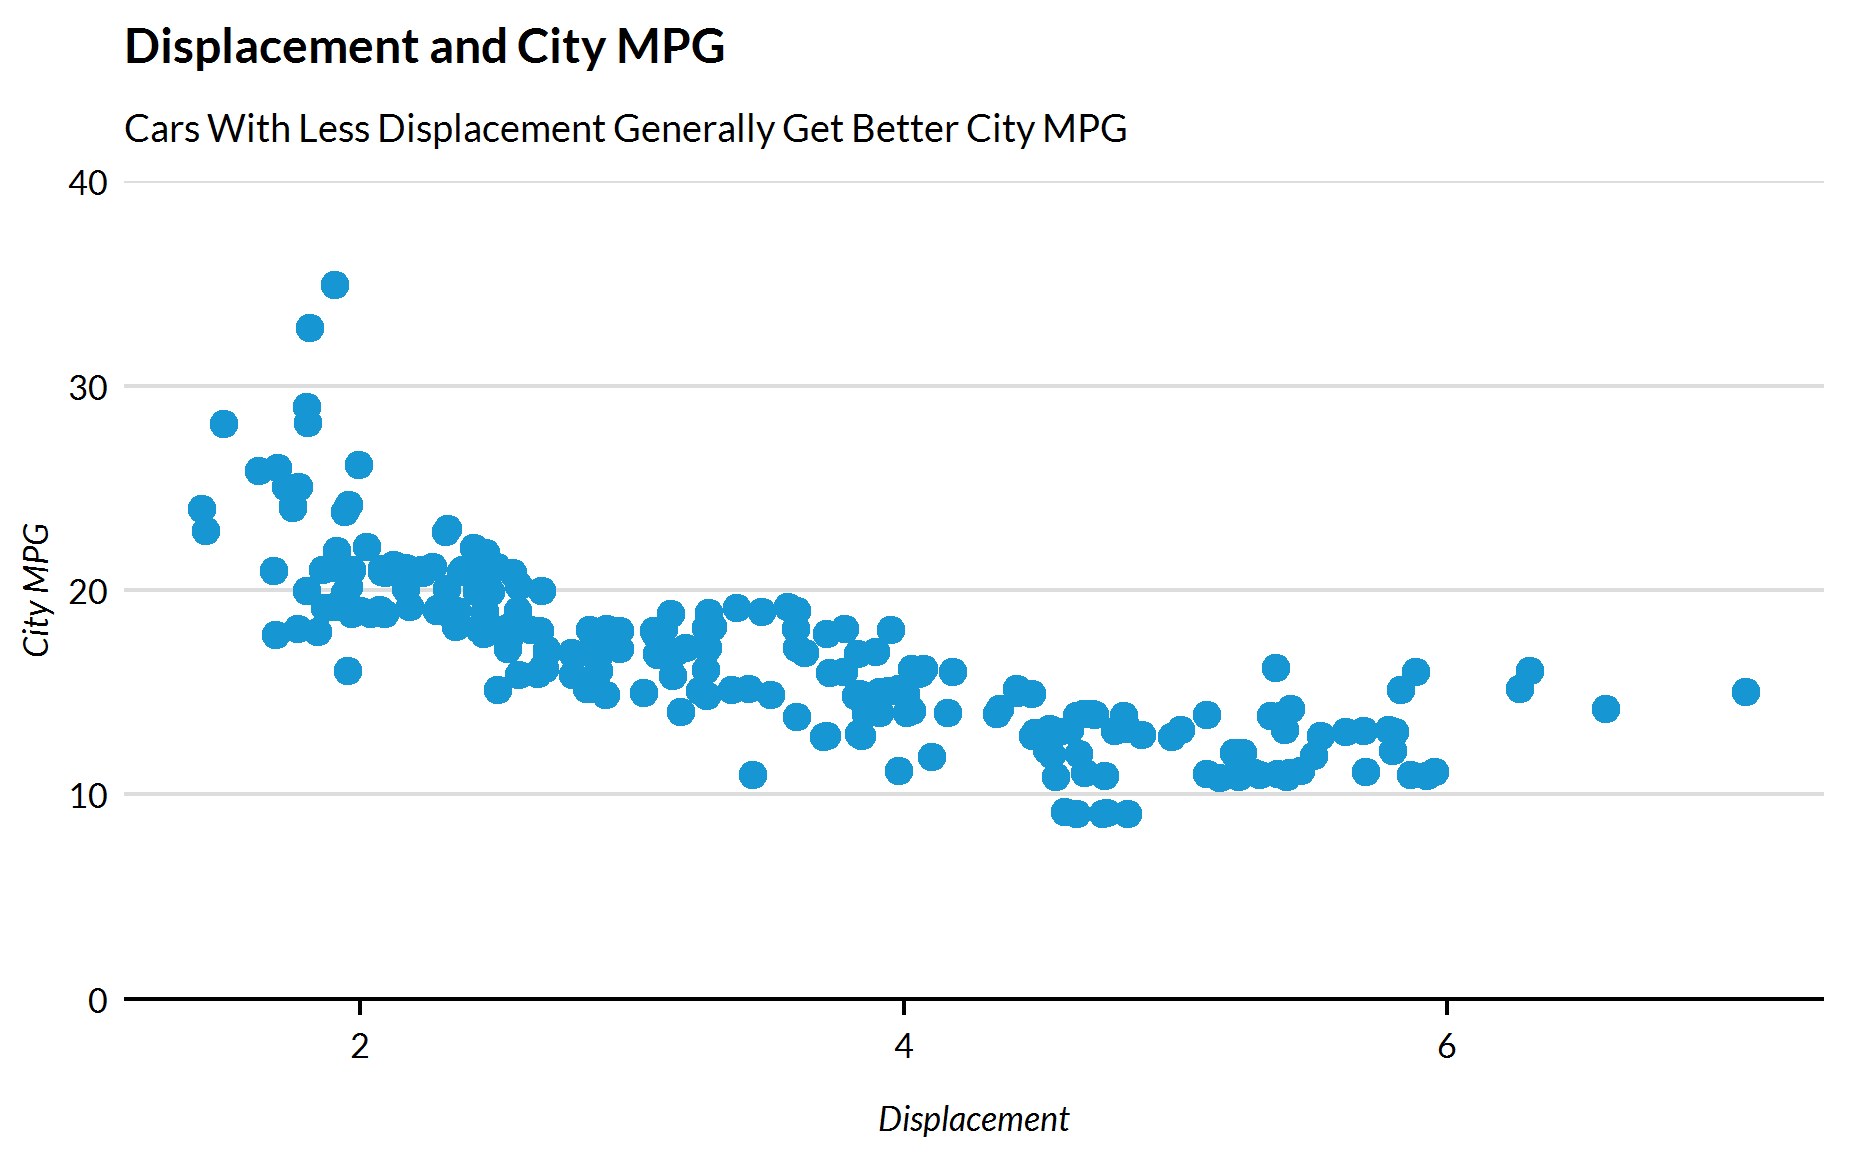 Displacement and City MPG
Cars With Less Displacement Generally Get Better City MPG
40
30
20
10
0
City MPG
2
4
6
Displacement